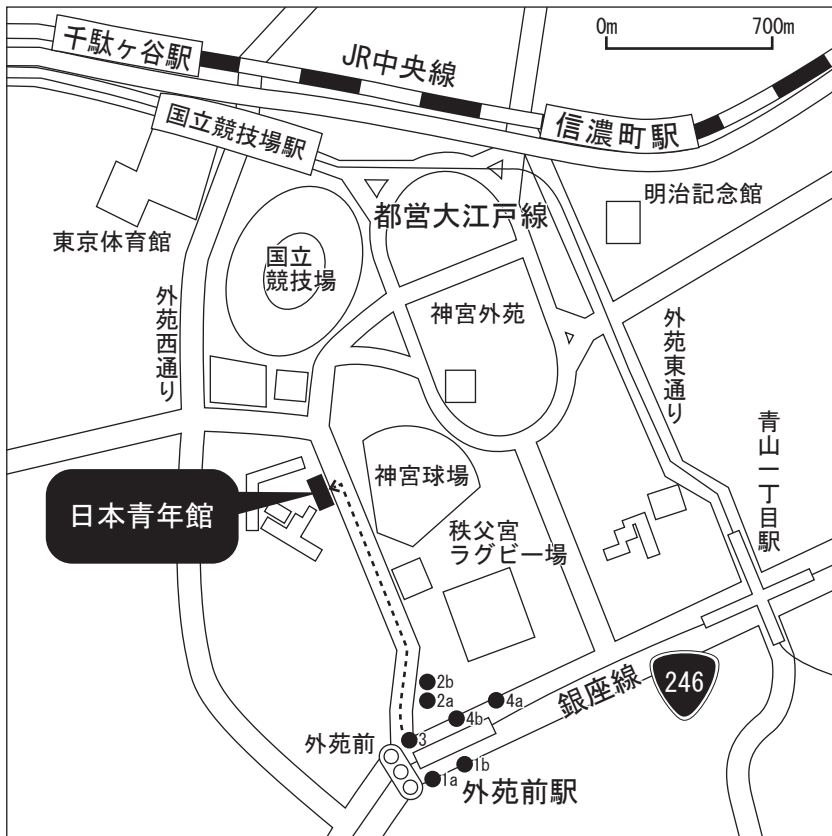 0m
700m
千駄ヶ谷駅
JR中央線
信濃町駅
国立競技場駅
明治記念館
都営大江戸線
東京体育館
国立
競技場
神宮外苑
外苑西通り
外苑東通り
青山一丁目駅
神宮球場
日本青年館
秩父宮
ラグビー場
2b
2a
4a
4b
銀座線
246
3
外苑前
1b
1a
外苑前駅